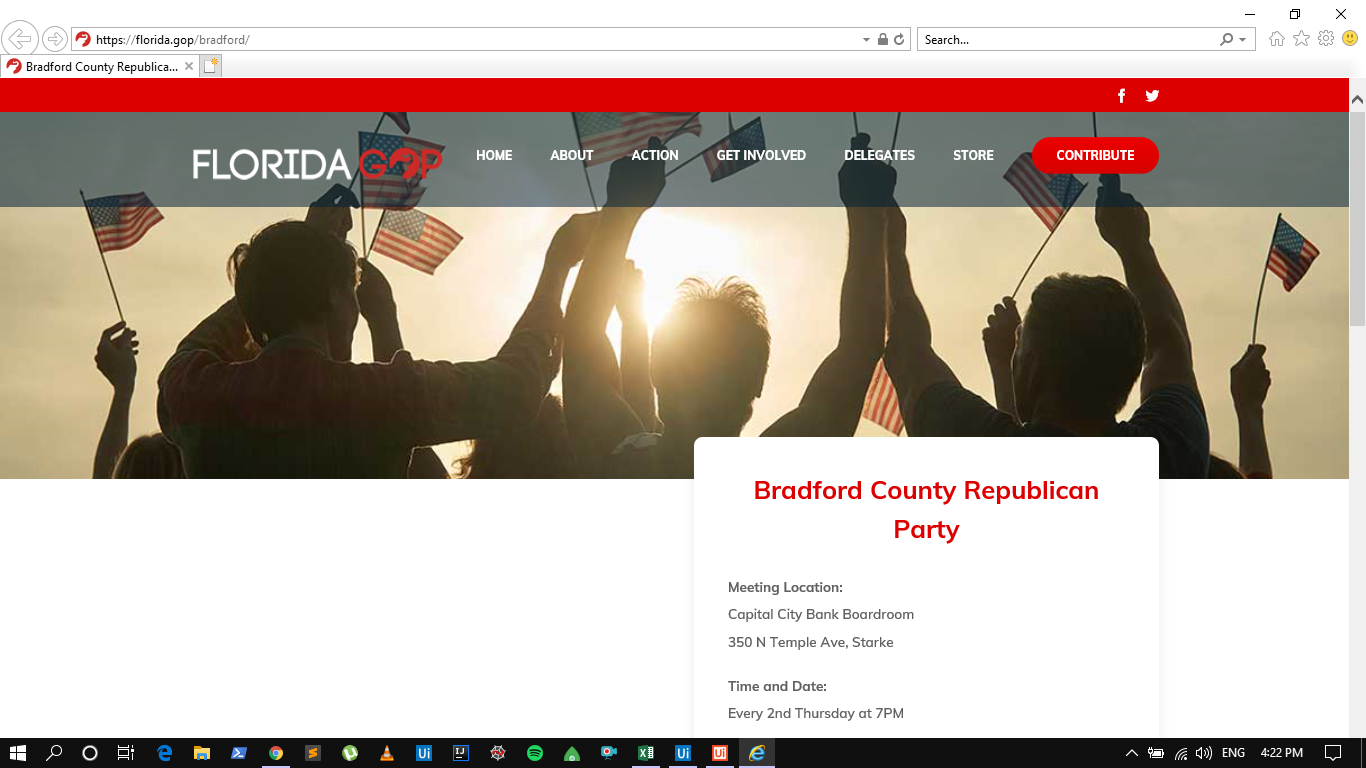 https://florida.gop/bradford/
Search...
Bradford County Republica...
FLORIDA GOP
HOME
ABOUT
ACTION
GET INVOLVED
DELEGATES
STORE
CONTRIBUTE
Bradford County Republican
Party
Meeting Location:
Capital City Bank Boardroom
350 N Temple Ave, Starke
Time and Date:
Every 2nd Thursday at 7PM
ENG
4:22 PM